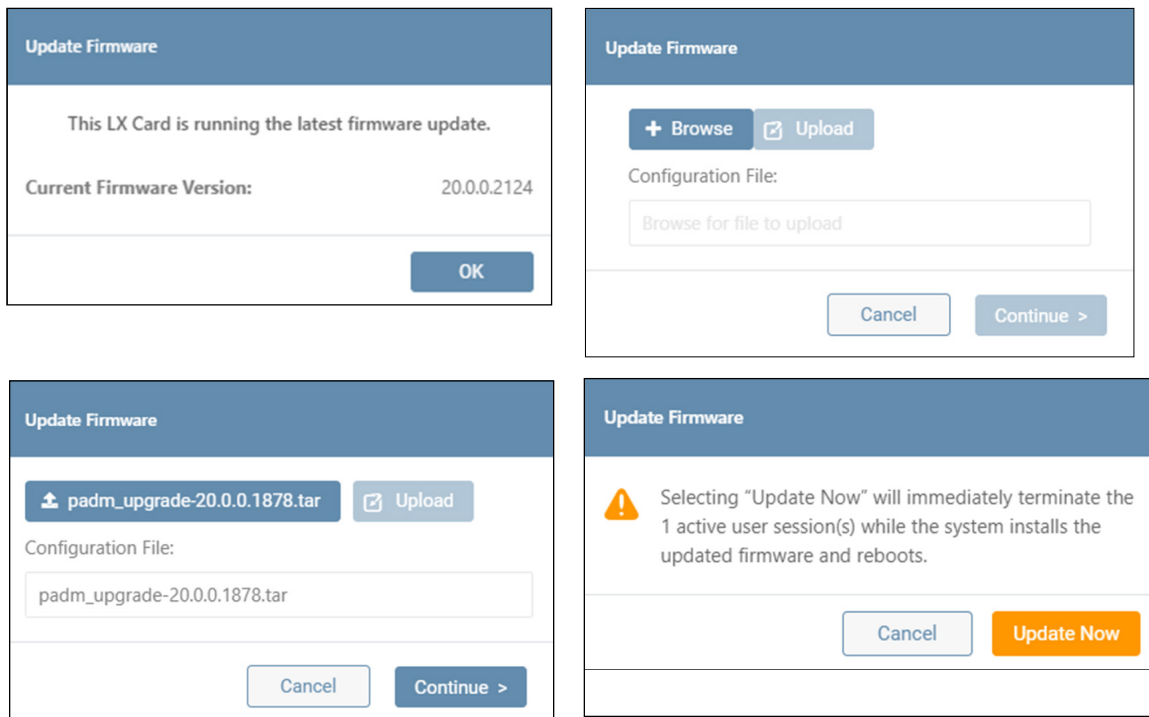 Update Firmware
This LX Card is running the latest firmware update.
Current Firmware Version: 20.0.0.2124
OK
Update Firmware
Browse Upload
Configuration File:
Browse for file to upload
Cancel Continue >
Update Firmware
padm_upgrade-20.0.0.1878.tar Upload
Configuration File:
padm_upgrade-20.0.0.1878.tar
Cancel Continue >
Update Firmware
Selecting “Update Now” will immediately terminate the
1 active user session(s) while the system installs the
updated firmware and reboots.
Cancel Update Now